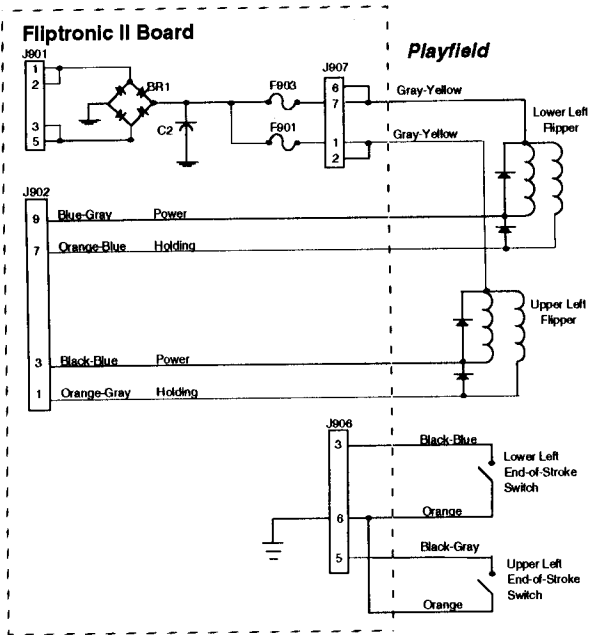 Fliptronic II Board
Playfield
J901
1
2
3
5
BR1
C2
F903
F901
J907
6
7
1
2
Gray-Yellow
Gray-Yellow
Lower Left
Flipper
J902
9 Blue-Gray Power
7 Orange-Blue Holding
Upper Left
Flipper
3 Black-Blue Power
1 Orange-Gray Holding
J906
3 Black-Blue
Lower Left
End-of-Stroke
Switch
6 Orange
5 Black-Gray
Upper Left
End-of-Stroke
Switch
Orange